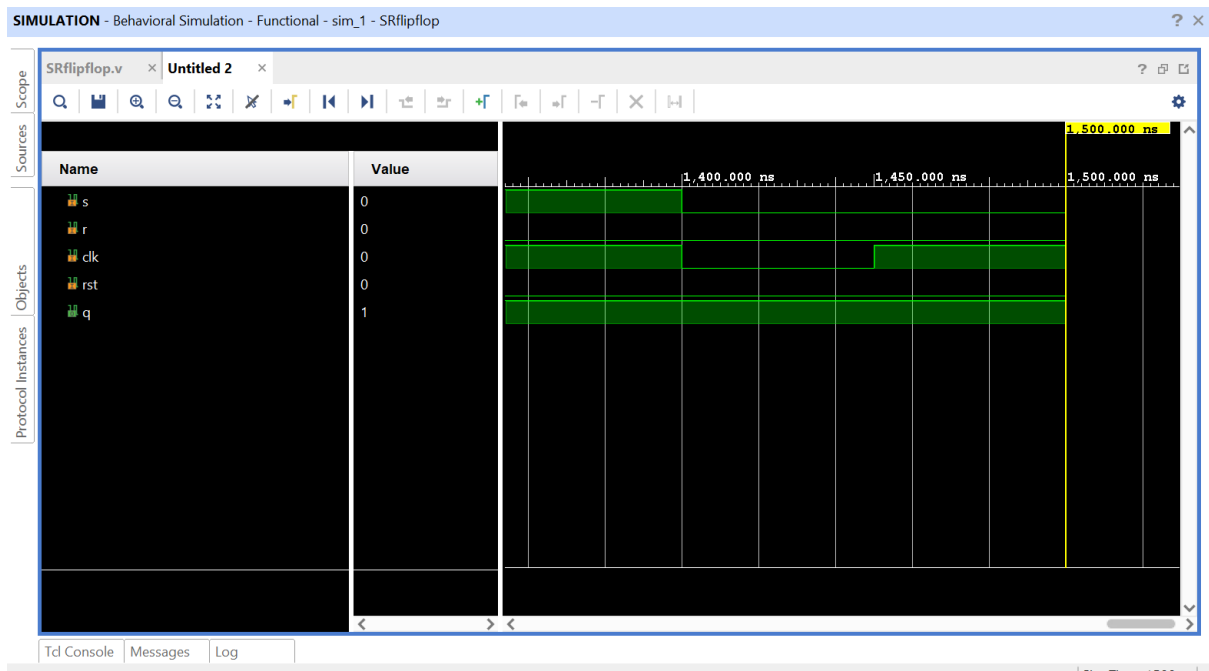 SIMULATION - Behavioral Simulation - Functional - sim_1 - SRflipflop
? ×
Scope
Sources
Objects
Protocol Instances
SRflipflop.v ×
Untitled 2 ×
?
Name
Value
s
0
r
0
clk
0
rst
0
q
1
1,500.000 ns
1,400.000 ns
1,450.000 ns
1,500.000 ns
Tcl Console
Messages
Log